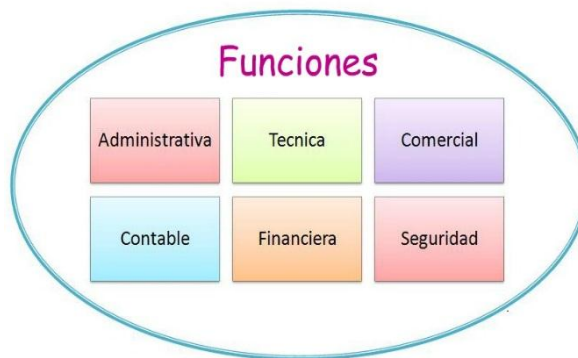 Funciones
Administrativa
Tecnica
Comercial
Contable
Financiera
Seguridad